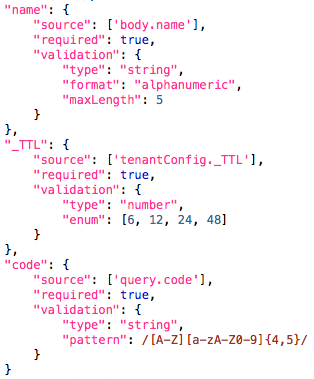 "name": {
    "source": ['body.name'],
    "required": true,
    "validation": {
        "type": "string",
        "format": "alphanumeric",
        "maxLength": 5
    }
},
"_TTL": {
    "source": ['tenantConfig._TTL'],
    "required": true,
    "validation": {
        "type": "number",
        "enum": [6, 12, 24, 48]
    }
},
"code": {
    "source": ['query.code'],
    "required": true,
    "validation": {
        "type": "string",
        "pattern": /[A-Z][a-zA-Z0-9]{4,5}/
    }
}